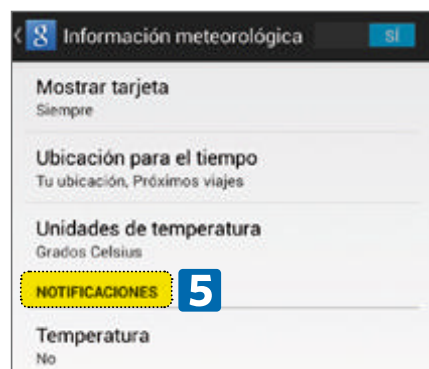 Información meteorológica SÍ
Mostrar tarjeta
Siempre
Ubicación para el tiempo
Tu ubicación, Próximos viajes
Unidades de temperatura
Grados Celsius
NOTIFICACIONES 5
Temperatura
No